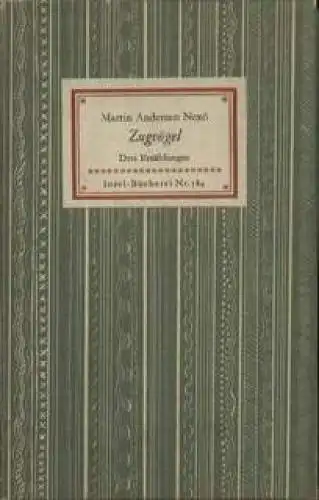 Martin Andersen Nexö
Zugvögel
Drei Erzählungen
Insel-Bücherei Nr. 184